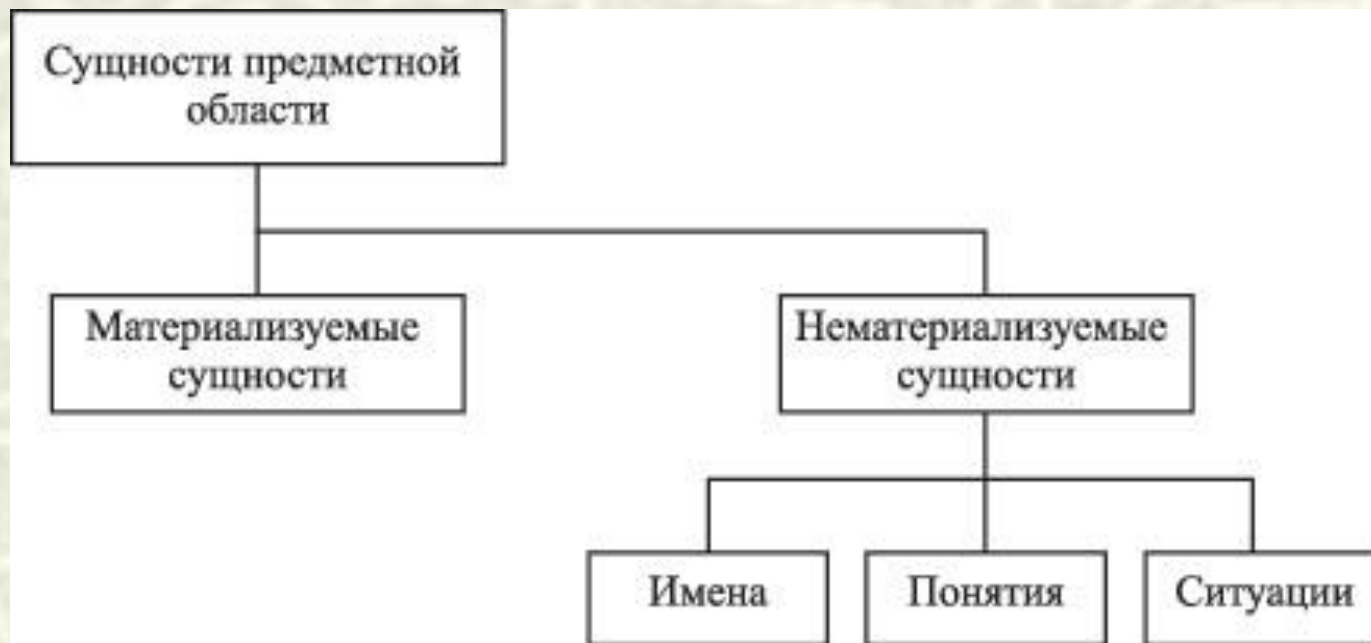 Сущности предметной
области
Материализуемые
сущности
Нематериализуемые
сущности
Имена
Понятия
Ситуации